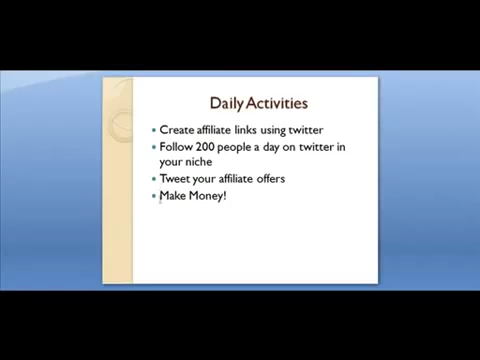 Daily Activities
• Create affiliate links using twitter
• Follow 200 people a day on twitter in
your niche
• Tweet your affiliate offers
• Make Money!